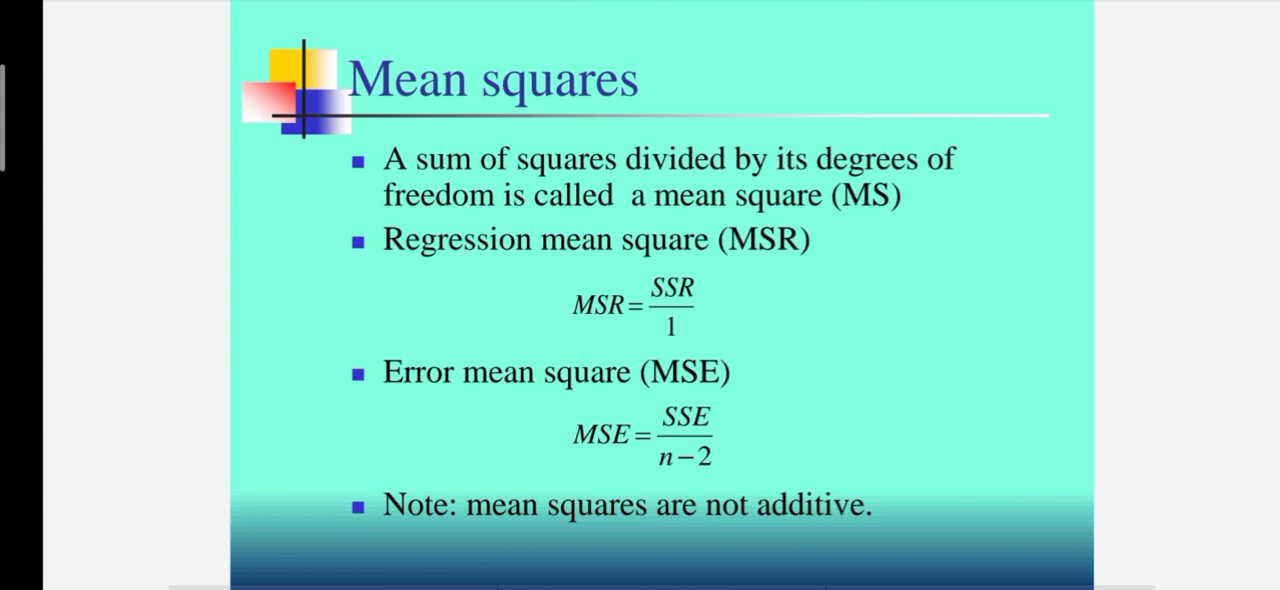 Mean squares
A sum of squares divided by its degrees of
freedom is called a mean square (MS)
Regression mean square (MSR)
MSR = SSR/1
Error mean square (MSE)
MSE = SSE/n−2
Note: mean squares are not additive.